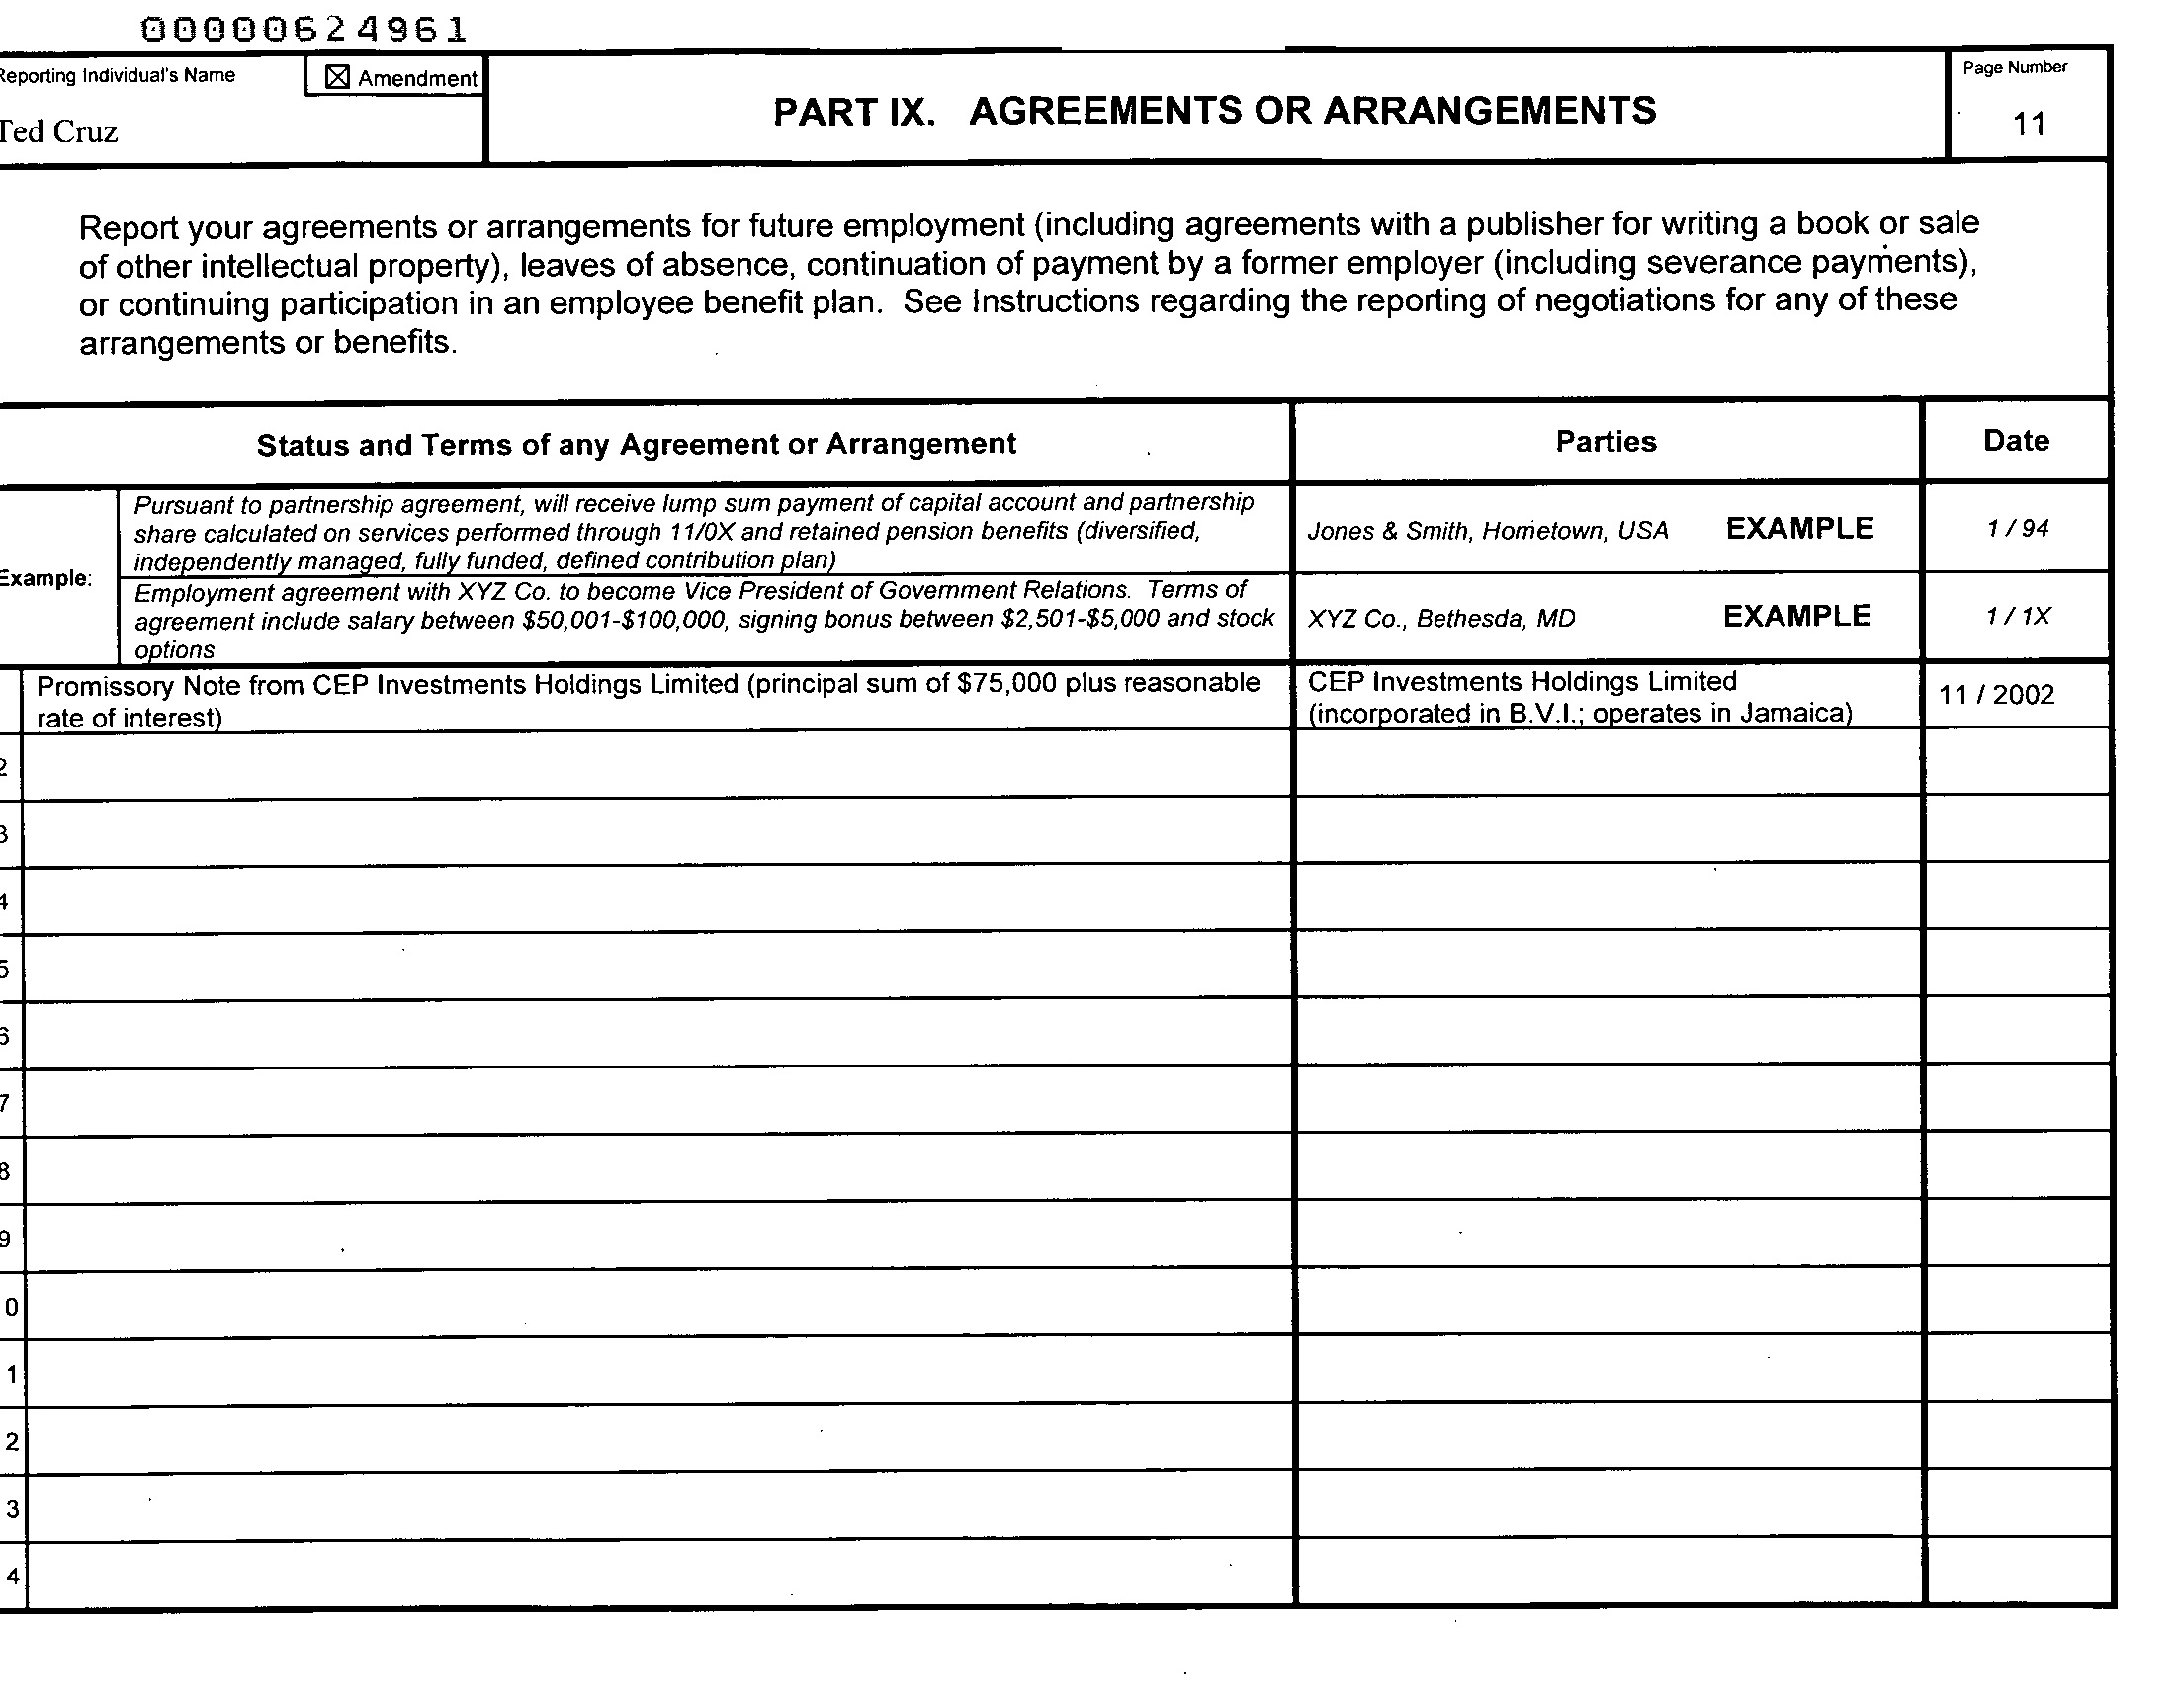 00000624961
Reporting Individual's Name
☒ Amendment
Ted Cruz
PART IX. AGREEMENTS OR ARRANGEMENTS
Page Number
11
Report your agreements or arrangements for future employment (including agreements with a publisher for writing a book or sale
of other intellectual property), leaves of absence, continuation of payment by a former employer (including severance payments),
or continuing participation in an employee benefit plan. See Instructions regarding the reporting of negotiations for any of these
arrangements or benefits.
Status and Terms of any Agreement or Arrangement
Parties
Date
Example:
Pursuant to partnership agreement, will receive lump sum payment of capital account and partnership
share calculated on services performed through 11/0X and retained pension benefits (diversified,
independently managed, fully funded, defined contribution plan)
Jones & Smith, Hometown, USA EXAMPLE
1 / 94
Employment agreement with XYZ Co. to become Vice President of Government Relations. Terms of
agreement include salary between $50,001-$100,000, signing bonus between $2,501-$5,000 and stock
options
XYZ Co., Bethesda, MD EXAMPLE
1 / 1X
Promissory Note from CEP Investments Holdings Limited (principal sum of $75,000 plus reasonable
rate of interest)
CEP Investments Holdings Limited
(incorporated in B.V.I.; operates in Jamaica)
11 / 2002
2
3
4
5
6
7
8
9
0
1
2
3
4